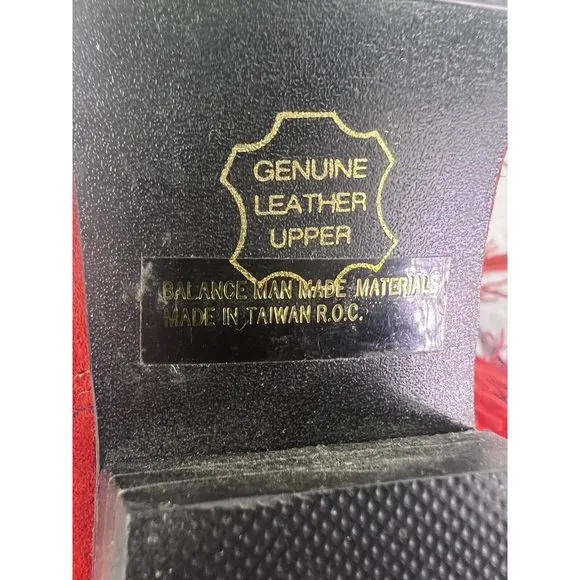 GENUINE
LEATHER
UPPER
BALANCE MAN MADE MATERIALS
MADE IN TAIWAN R.O.C.